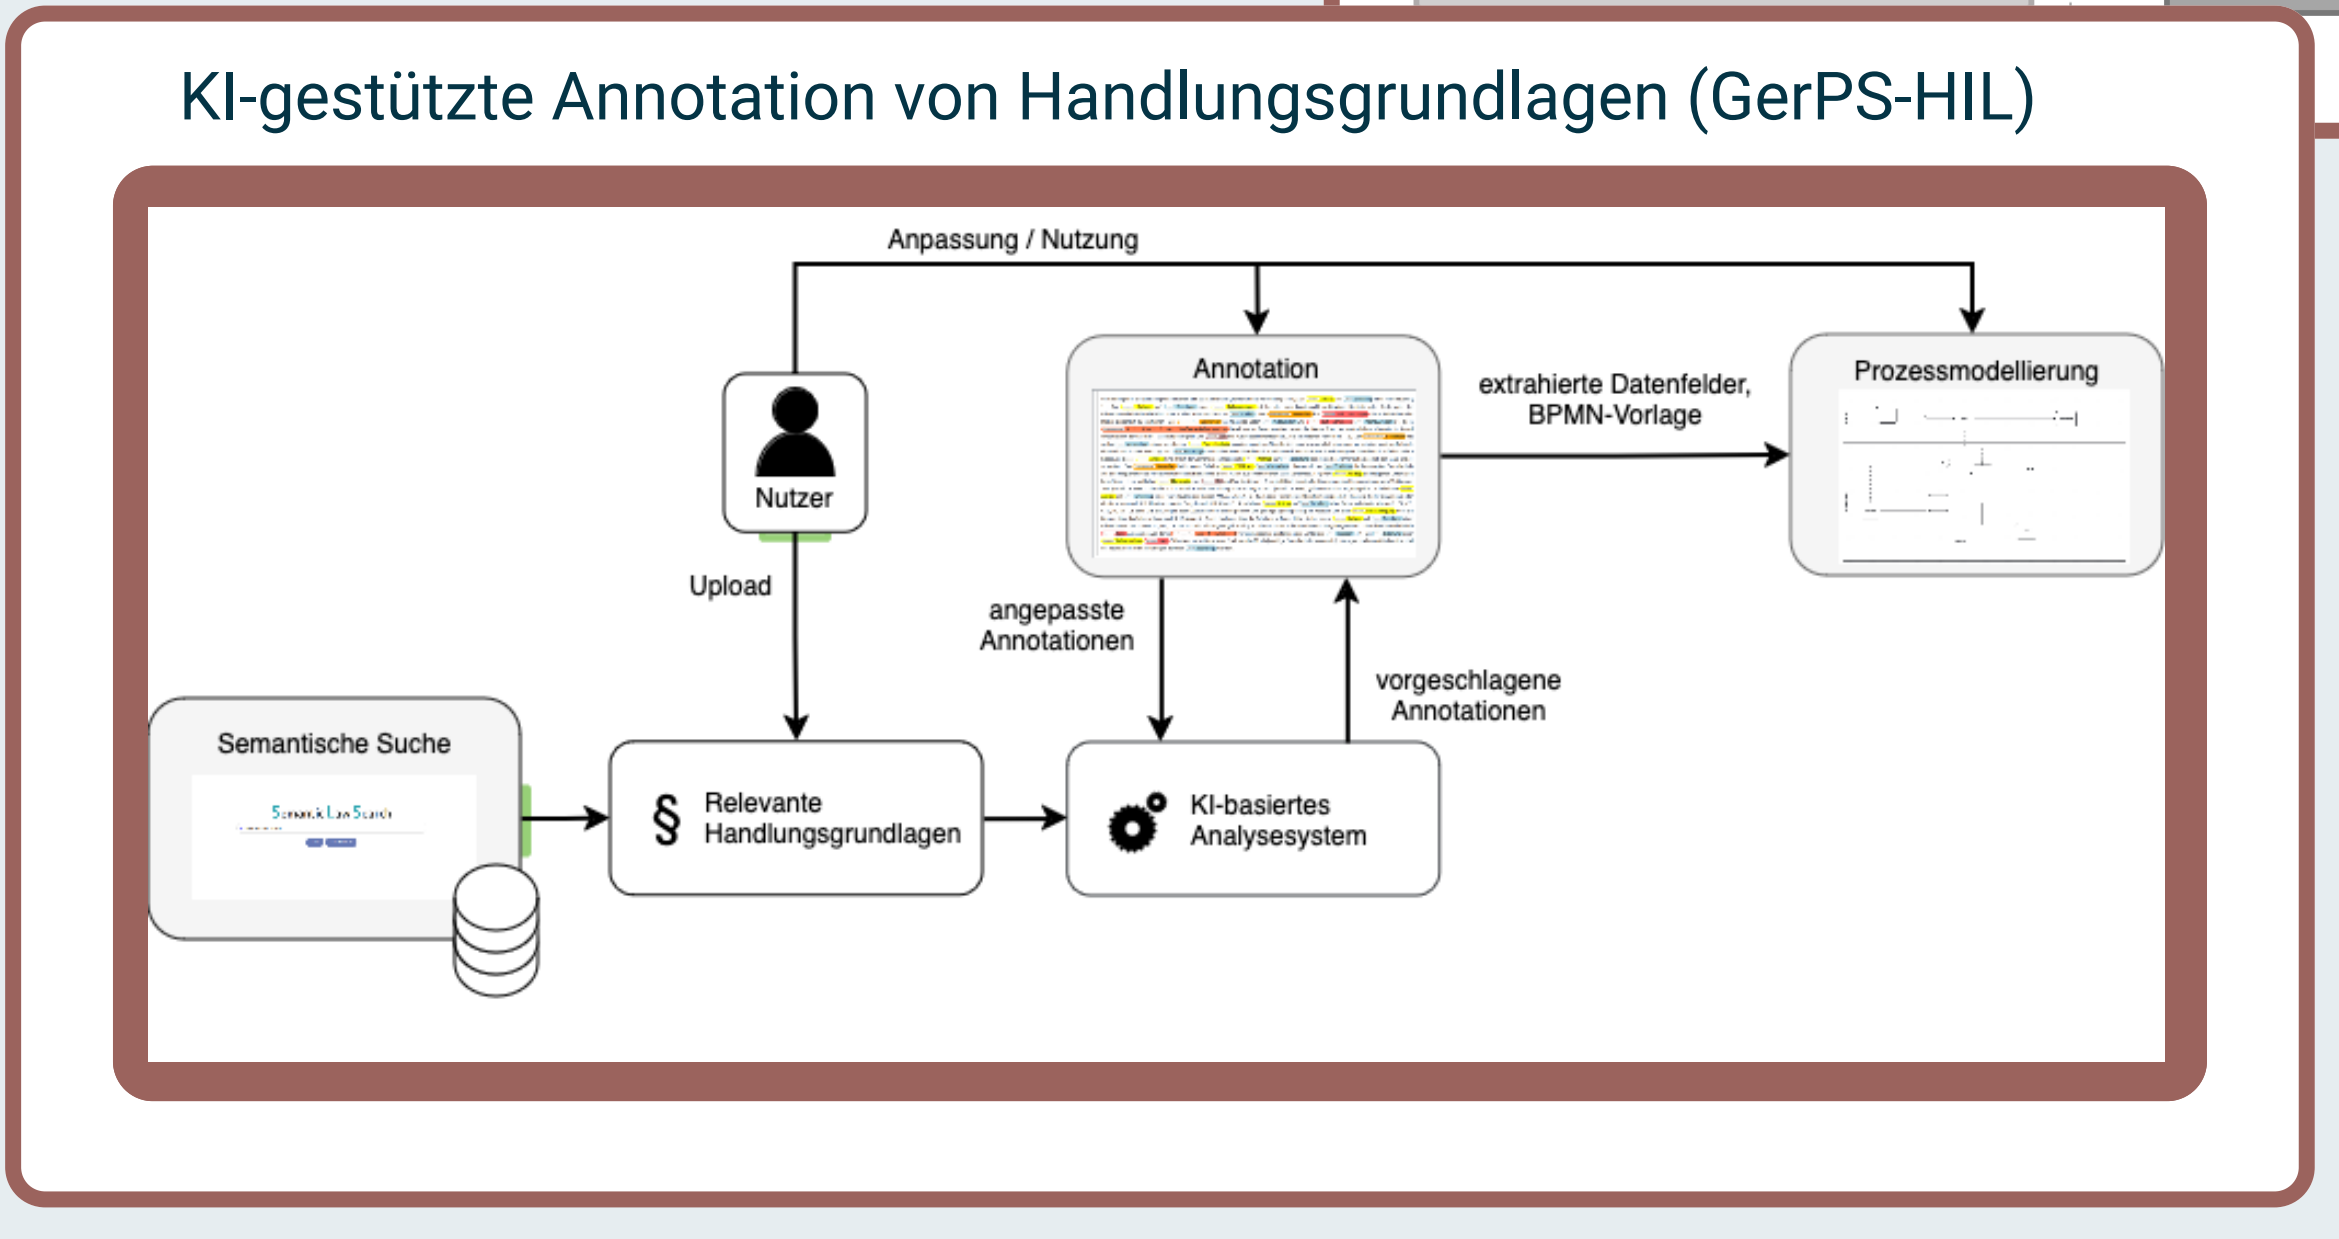 KI-gestützte Annotation von Handlungsgrundlagen (GerPS-HIL)
Anpassung / Nutzung
Nutzer
Annotation
extrahierte Datenfelder,
BPMN-Vorlage
Prozessmodellierung
Upload
angepasste
Annotationen
vorgeschlagene
Annotationen
Semantische Suche
Semantic Law Search
§ Relevante
Handlungsgrundlagen
KI-basiertes
Analysesystem